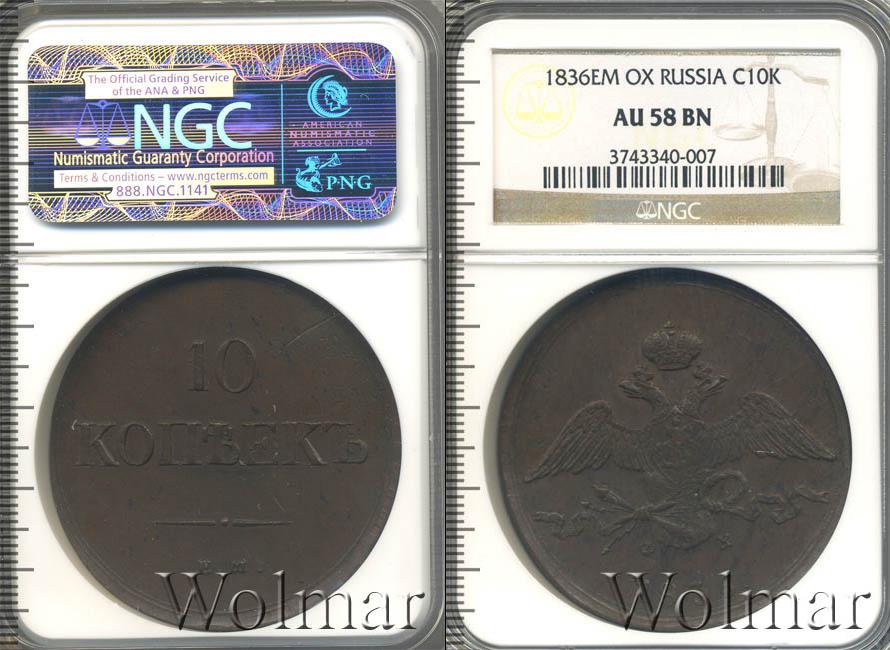 The Official Grading Service
of the ANA & PNG
NGC
Numismatic Guaranty Corporation
Terms & Conditions – www.ngcterms.com
888.NGC.1141
AMERICAN
NUMISMATIC
ASSOCIATION
P·N·G
10
КОПѢЕКЪ
Е.М.
Wolmar
1836EM OX RUSSIA C10K
AU 58 BN
3743340-007
NGC
Ф Х
Wolmar